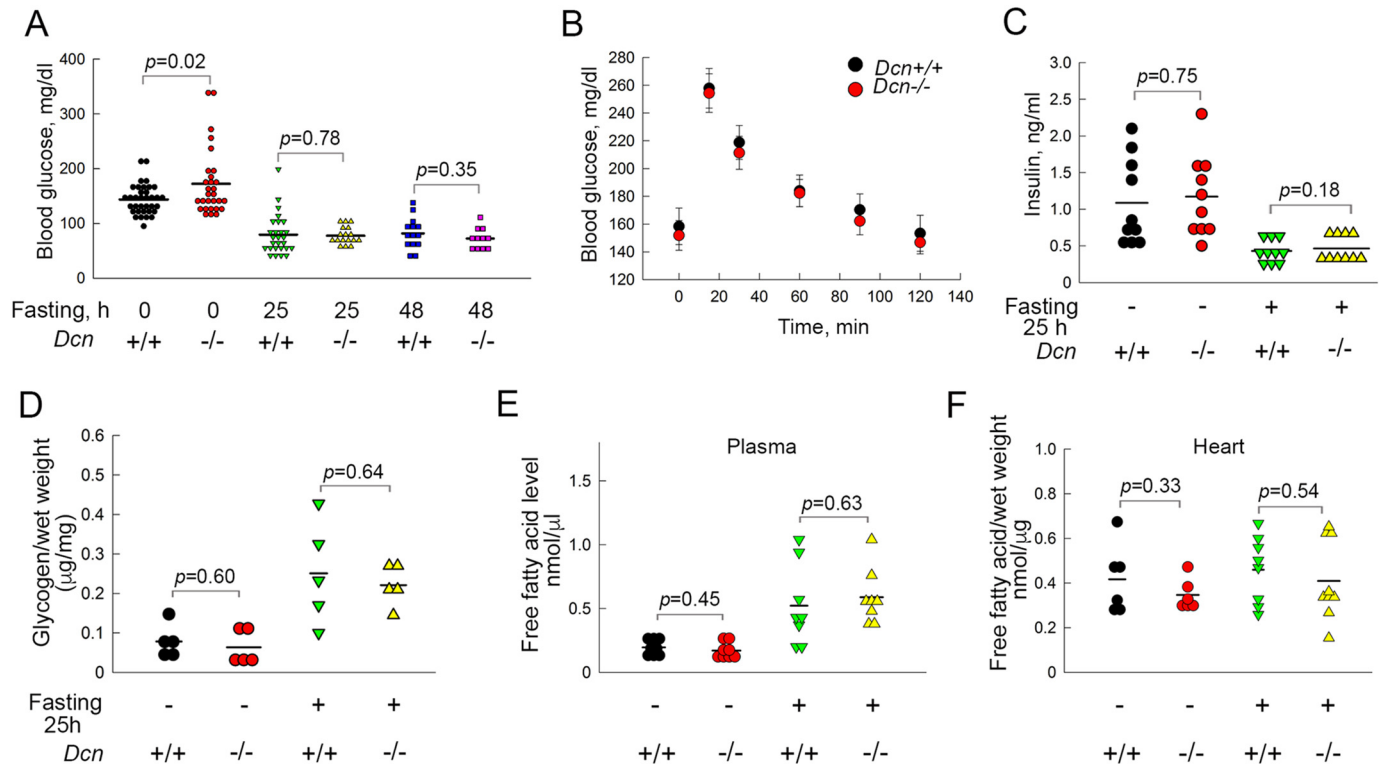 A
Blood glucose, mg/dl
400
300
200
100
0
p=0.02
p=0.78
p=0.35
Fasting, h 0 0 25 25 48 48
Dcn +/+ -/- +/+ -/- +/+ -/-
B
Blood glucose, mg/dl
280
260
240
220
200
180
160
140
120
Dcn+/+
Dcn-/-
0 20 40 60 80 100 120 140
Time, min
C
Insulin, ng/ml
3.0
2.5
2.0
1.5
1.0
0.5
0
p=0.75
p=0.18
Fasting - - + +
25 h
Dcn +/+ -/- +/+ -/-
D
Glycogen/wet weight
(μg/mg)
0.6
0.5
0.4
0.3
0.2
0.1
0
p=0.60
p=0.64
Fasting - - + +
25h
Dcn +/+ -/- +/+ -/-
E
Plasma
Free fatty acid level
nmol/μl
1.5
1.0
0.5
0
p=0.45
p=0.63
- - + +
+/+ -/- +/+ -/-
F
Heart
Free fatty acid/wet weight
nmol/μg
1.0
0.8
0.6
0.4
0.2
0
p=0.33
p=0.54
- - + +
+/+ -/- +/+ -/-